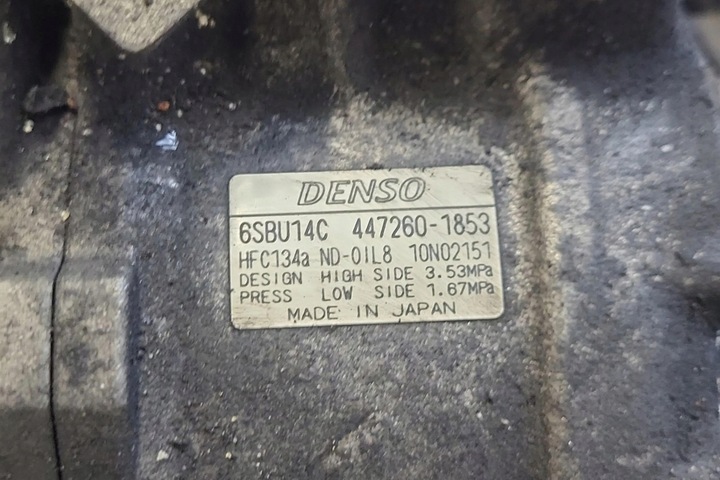 DENSO
6SBU14C 447260-1853
HFC134a ND-OIL8 10N02151
DESIGN HIGH SIDE 3.53MPa
PRESS LOW SIDE 1.67MPa
MADE IN JAPAN